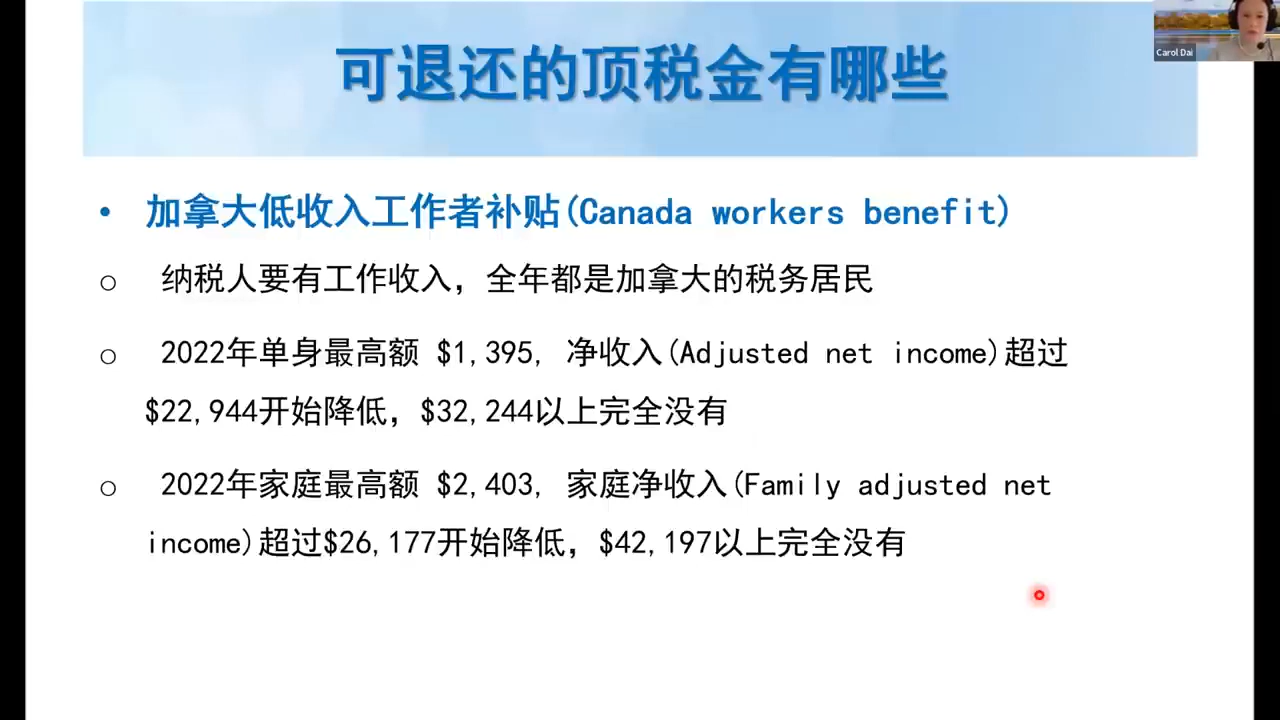 可退还的顶税金有哪些
Carol Dai
• 加拿大低收入工作者补贴(Canada workers benefit)
o 纳税人要有工作收入，全年都是加拿大的税务居民
o 2022年单身最高额 $1,395, 净收入(Adjusted net income)超过
$22,944开始降低，$32,244以上完全没有
o 2022年家庭最高额 $2,403, 家庭净收入(Family adjusted net
income)超过$26,177开始降低，$42,197以上完全没有